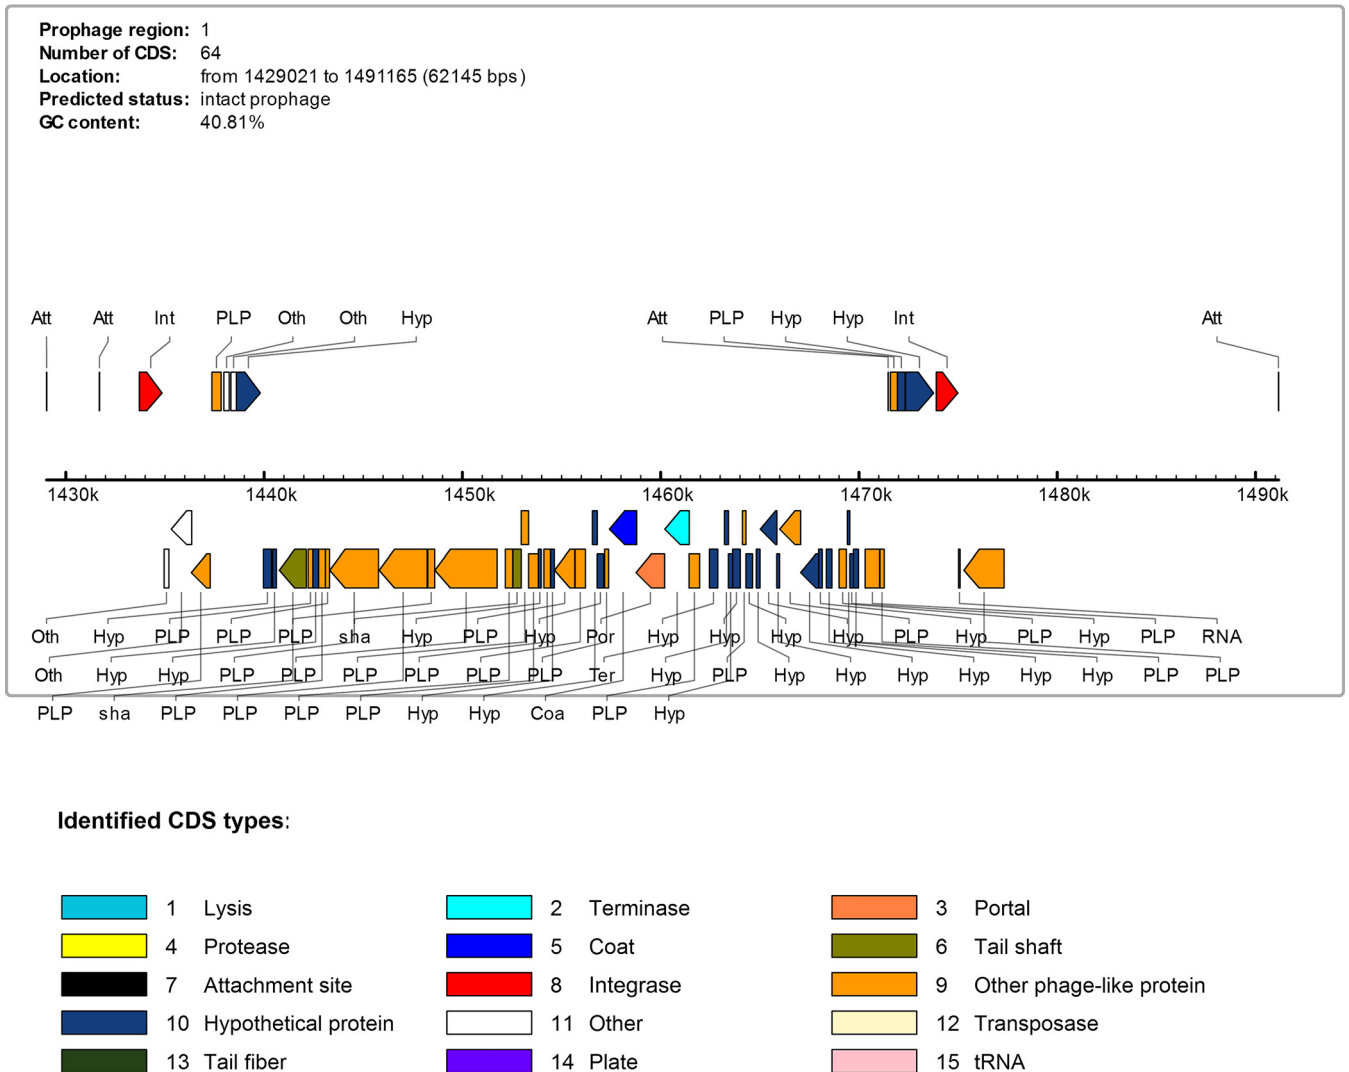 Prophage region: 1
Number of CDS: 64
Location: from 1429021 to 1491165 (62145 bps)
Predicted status: intact prophage
GC content: 40.81%
Att Att Int PLP Oth Oth Hyp Att PLP Hyp Hyp Int Att
1430k 1440k 1450k 1460k 1470k 1480k 1490k
Oth Hyp PLP PLP PLP sha Hyp PLP Hyp Por Hyp Hyp Hyp Hyp PLP Hyp PLP Hyp PLP RNA
Oth Hyp Hyp PLP PLP PLP PLP PLP PLP Ter Hyp PLP Hyp Hyp Hyp Hyp Hyp Hyp PLP PLP
PLP sha PLP PLP PLP PLP Hyp Hyp Coa PLP Hyp
Identified CDS types:
1 Lysis 2 Terminase 3 Portal
4 Protease 5 Coat 6 Tail shaft
7 Attachment site 8 Integrase 9 Other phage-like protein
10 Hypothetical protein 11 Other 12 Transposase
13 Tail fiber 14 Plate 15 tRNA